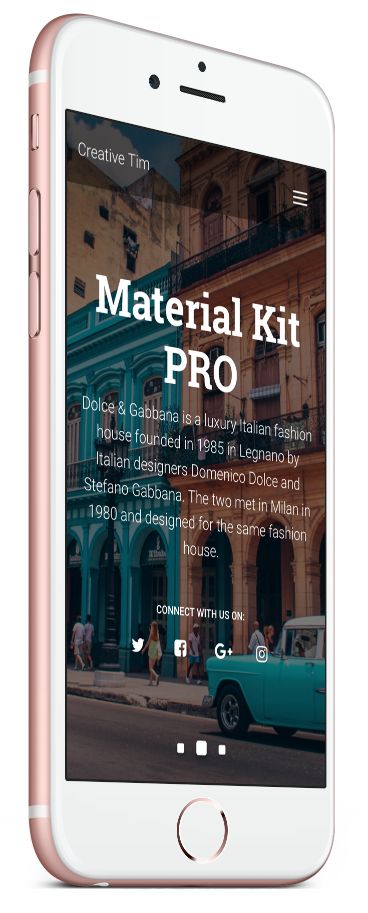 Creative Tim
Material Kit
PRO
Dolce & Gabbana is a luxury Italian fashion
house founded in 1985 in Legnano by
Italian designers Domenico Dolce and
Stefano Gabbana. The two met in Milan in
1980 and designed for the same fashion
house.
CONNECT WITH US ON: